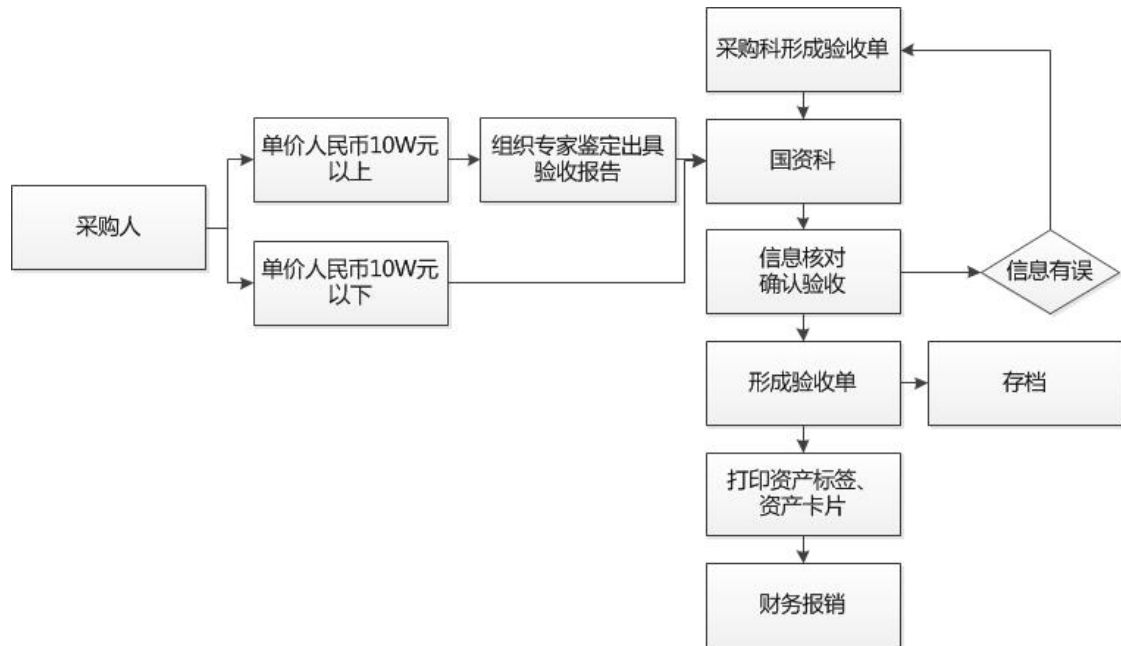 采购科形成验收单
单价人民币10W元
以上
组织专家鉴定出具
验收报告
国资科
采购人
单价人民币10W元
以下
信息核对
确认验收
信息有误
形成验收单
存档
打印资产标签、
资产卡片
财务报销